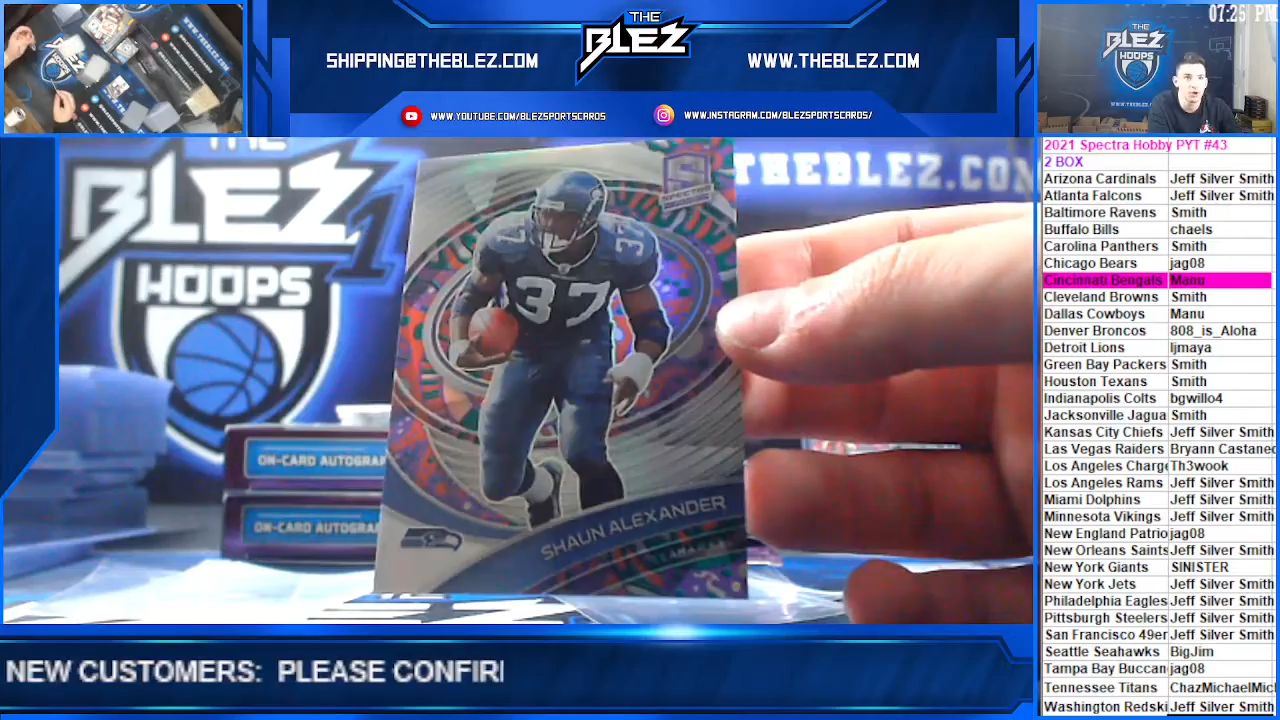 07:25 PM
THE
BLEZ
SHIPPING@THEBLEZ.COM
WWW.THEBLEZ.COM
WWW.YOUTUBE.COM/BLEZSPORTSCARDS
WWW.INSTAGRAM.COM/BLEZSPORTSCARDS/
THE
BLEZ
HOOPS
THE
BLEZ
HOOPS
THEBLEZ.CO
SPECTRA
37
37
37
SHAUN ALEXANDER
ON-CARD AUTOGRAP
ON-CARD AUTOGRA
2021 Spectra Hobby PYT #43
2 BOX
Arizona Cardinals Jeff Silver Smith
Atlanta Falcons Jeff Silver Smith
Baltimore Ravens Smith
Buffalo Bills chaels
Carolina Panthers Smith
Chicago Bears jag08
Cincinnati Bengals Manu
Cleveland Browns Smith
Dallas Cowboys Manu
Denver Broncos 808_is_Aloha
Detroit Lions ljmaya
Green Bay Packers Smith
Houston Texans Smith
Indianapolis Colts bgwillo4
Jacksonville Jagua Smith
Kansas City Chiefs Jeff Silver Smith
Las Vegas Raiders Bryann Castaned
Los Angeles Charge Th3wook
Los Angeles Rams Jeff Silver Smith
Miami Dolphins Jeff Silver Smith
Minnesota Vikings Jeff Silver Smith
New England Patrio jag08
New Orleans Saints Jeff Silver Smith
New York Giants SINISTER
New York Jets Jeff Silver Smith
Philadelphia Eagles Jeff Silver Smith
Pittsburgh Steelers Jeff Silver Smith
San Francisco 49er Jeff Silver Smith
Seattle Seahawks BigJim
Tampa Bay Buccan jag08
Tennessee Titans ChazMichaelMic
Washington Redski Jeff Silver Smith
NEW CUSTOMERS: PLEASE CONFIR